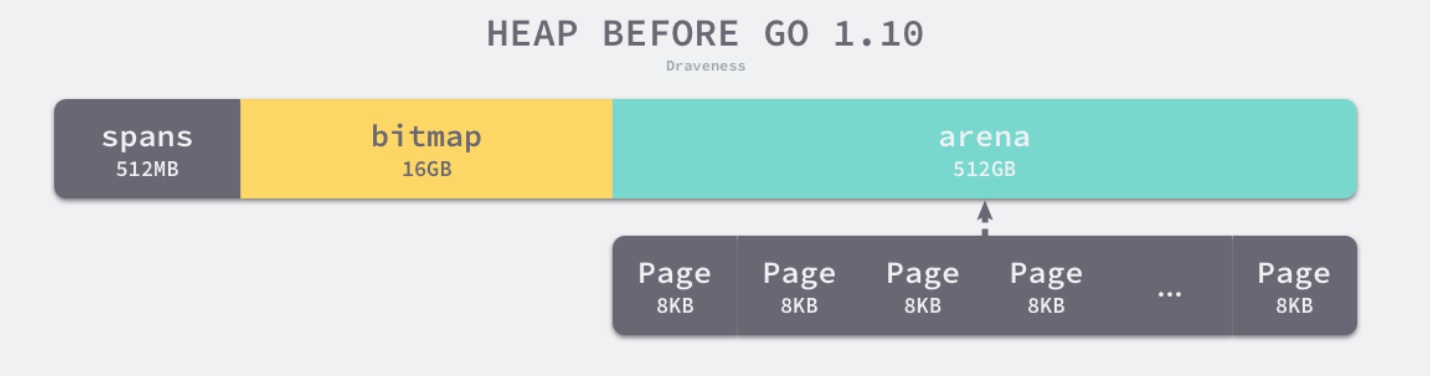 HEAP BEFORE GO 1.10
Draveness
spans
512MB
bitmap
16GB
arena
512GB
Page
8KB
Page
8KB
Page
8KB
Page
8KB
...
Page
8KB